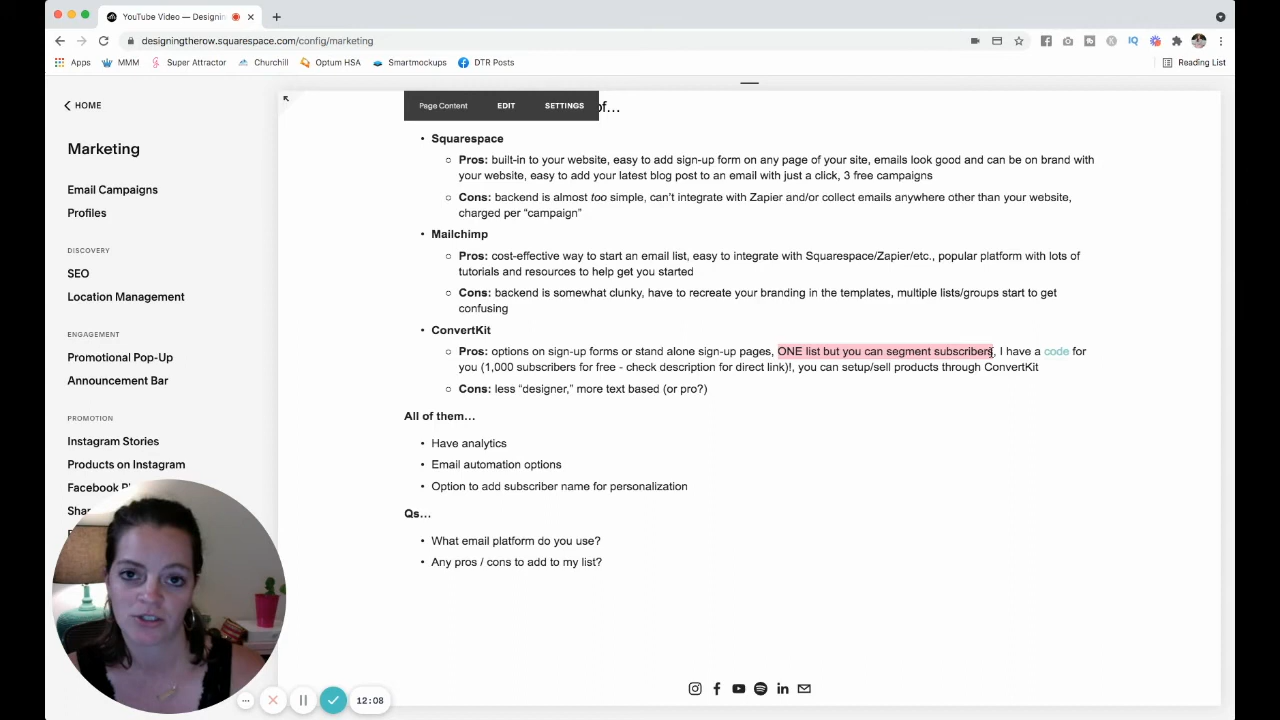 YouTube Video — Designi
designingtherow.squarespace.com/config/marketing
Apps MMM Super Attractor Churchill Optum HSA Smartmockups DTR Posts Reading List
HOME
Marketing
Email Campaigns
Profiles
DISCOVERY
SEO
Location Management
ENGAGEMENT
Promotional Pop-Up
Announcement Bar
PROMOTION
Instagram Stories
Products on Instagram
Facebook
Page Content EDIT SETTINGS of…
• Squarespace
○ Pros: built-in to your website, easy to add sign-up form on any page of your site, emails look good and can be on brand with
your website, easy to add your latest blog post to an email with just a click, 3 free campaigns
○ Cons: backend is almost too simple, can’t integrate with Zapier and/or collect emails anywhere other than your website,
charged per “campaign”
• Mailchimp
○ Pros: cost-effective way to start an email list, easy to integrate with Squarespace/Zapier/etc., popular platform with lots of
tutorials and resources to help get you started
○ Cons: backend is somewhat clunky, have to recreate your branding in the templates, multiple lists/groups start to get
confusing
• ConvertKit
○ Pros: options on sign-up forms or stand alone sign-up pages, ONE list but you can segment subscribers, I have a code for
you (1,000 subscribers for free - check description for direct link)!, you can setup/sell products through ConvertKit
○ Cons: less “designer,” more text based (or pro?)
All of them…
• Have analytics
• Email automation options
• Option to add subscriber name for personalization
Qs…
• What email platform do you use?
• Any pros / cons to add to my list?
12:08